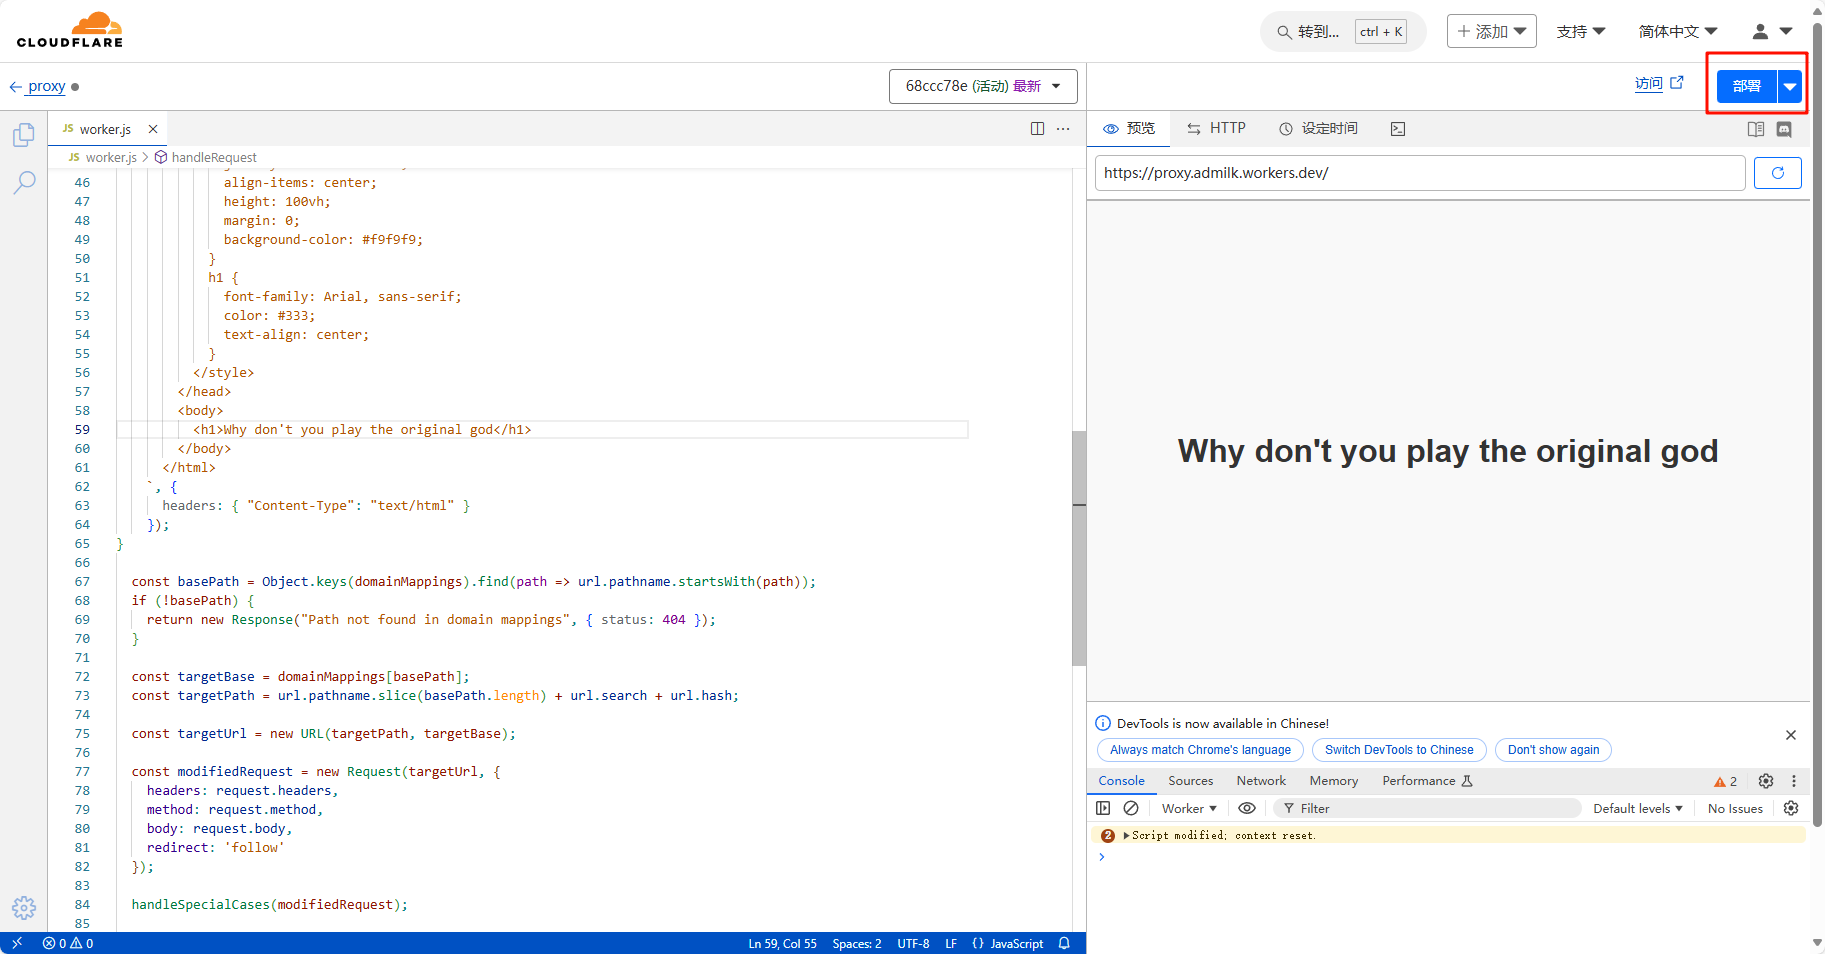 CLOUDFLARE
转到... ctrl + K
添加
支持
简体中文
proxy
68ccc78e (活动) 最新
访问
部署
JS worker.js
JS worker.js > handleRequest
预览
HTTP
设定时间
https://proxy.admilk.workers.dev/
46 align-items: center;
47 height: 100vh;
48 margin: 0;
49 background-color: #f9f9f9;
50 }
51 h1 {
52 font-family: Arial, sans-serif;
53 color: #333;
54 text-align: center;
55 }
56 </style>
57 </head>
58 <body>
59 <h1>Why don't you play the original god</h1>
60 </body>
61 </html>
62 `, {
63 headers: { "Content-Type": "text/html" }
64 });
65 }
66
67 const basePath = Object.keys(domainMappings).find(path => url.pathname.startsWith(path));
68 if (!basePath) {
69 return new Response("Path not found in domain mappings", { status: 404 });
70 }
71
72 const targetBase = domainMappings[basePath];
73 const targetPath = url.pathname.slice(basePath.length) + url.search + url.hash;
74
75 const targetUrl = new URL(targetPath, targetBase);
76
77 const modifiedRequest = new Request(targetUrl, {
78 headers: request.headers,
79 method: request.method,
80 body: request.body,
81 redirect: 'follow'
82 });
83
84 handleSpecialCases(modifiedRequest);
85
Why don't you play the original god
DevTools is now available in Chinese!
Always match Chrome's language
Switch DevTools to Chinese
Don't show again
Console Sources Network Memory Performance 2
Worker Filter Default levels No Issues
2 Script modified; context reset.
0 0
Ln 59, Col 55 Spaces: 2 UTF-8 LF {} JavaScript